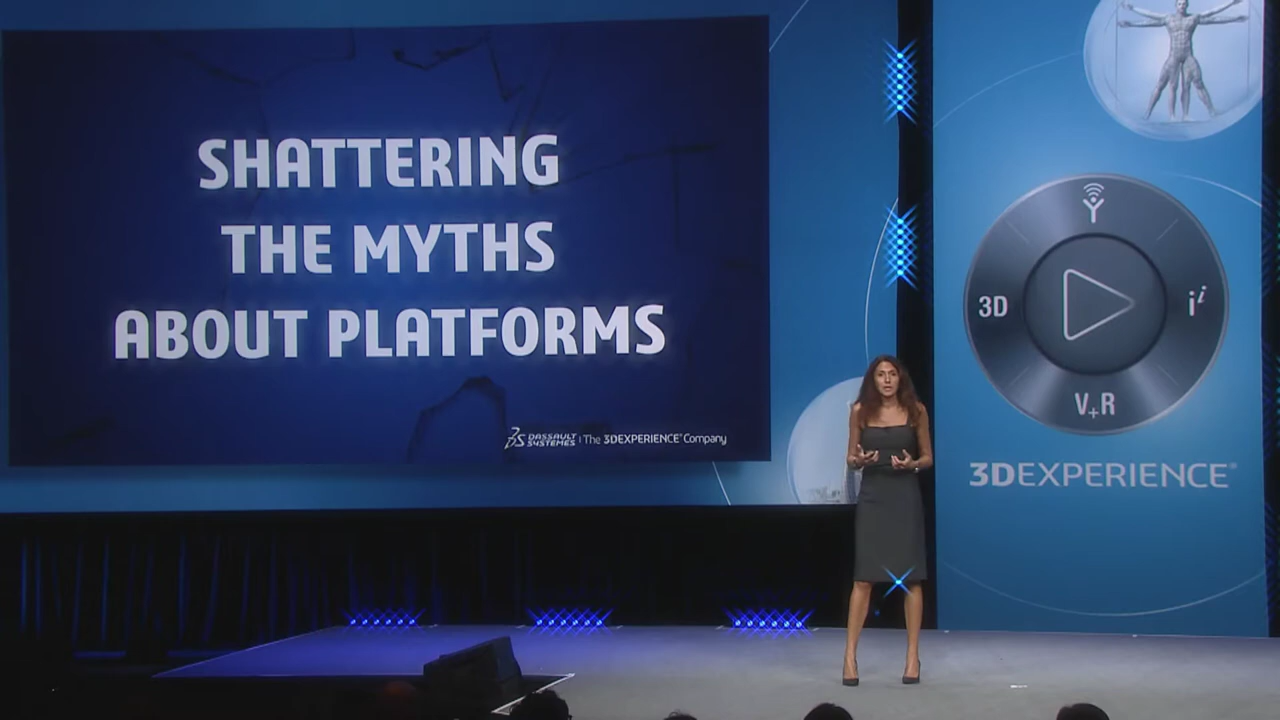 SHATTERING
THE MYTHS
ABOUT PLATFORMS
DASSAULT SYSTEMES | The 3DEXPERIENCE® Company
3D
i i
V+R
3DEXPERIENCE®